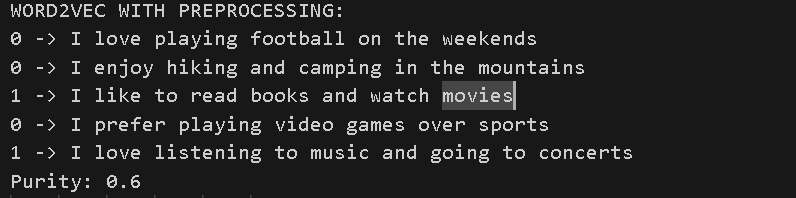 WORD2VEC WITH PREPROCESSING:
0 -> I love playing football on the weekends
0 -> I enjoy hiking and camping in the mountains
1 -> I like to read books and watch movies
0 -> I prefer playing video games over sports
1 -> I love listening to music and going to concerts
Purity: 0.6